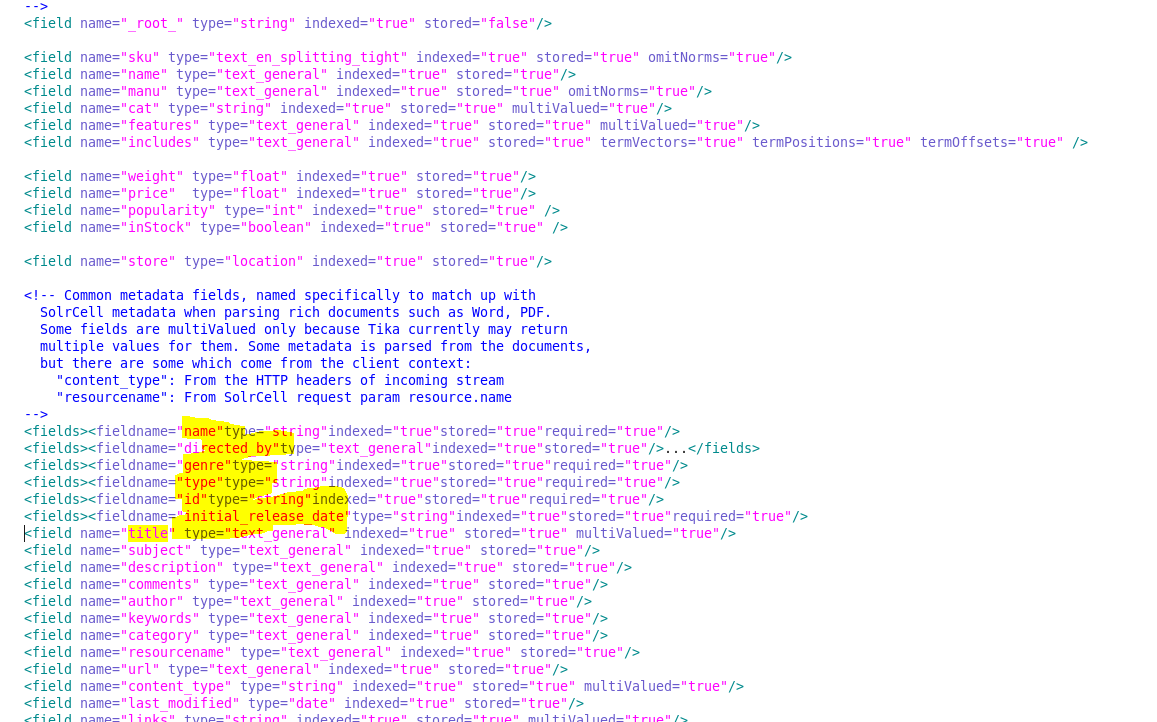 -->
<field name="_root_" type="string" indexed="true" stored="false"/>
<field name="sku" type="text_en_splitting_tight" indexed="true" stored="true" omitNorms="true"/>
<field name="name" type="text_general" indexed="true" stored="true"/>
<field name="manu" type="text_general" indexed="true" stored="true" omitNorms="true"/>
<field name="cat" type="string" indexed="true" stored="true" multiValued="true"/>
<field name="features" type="text_general" indexed="true" stored="true" multiValued="true"/>
<field name="includes" type="text_general" indexed="true" stored="true" termVectors="true" termPositions="true" termOffsets="true" />
<field name="weight" type="float" indexed="true" stored="true"/>
<field name="price"  type="float" indexed="true" stored="true"/>
<field name="popularity" type="int" indexed="true" stored="true" />
<field name="inStock" type="boolean" indexed="true" stored="true" />
<field name="store" type="location" indexed="true" stored="true"/>
<!-- Common metadata fields, named specifically to match up with
SolrCell metadata when parsing rich documents such as Word, PDF.
Some fields are multiValued only because Tika currently may return
multiple values for them. Some metadata is parsed from the documents,
but there are some which come from the client context:
"content_type": From the HTTP headers of incoming stream
"resourcename": From SolrCell request param resource.name
-->
<fields><fieldname="name"type="string"indexed="true"stored="true"required="true"/>
<fields><fieldname="directed_by"type="text_general"indexed="true"stored="true"/>...</fields>
<fields><fieldname="genre"type="string"indexed="true"stored="true"required="true"/>
<fields><fieldname="type"type="string"indexed="true"stored="true"required="true"/>
<fields><fieldname="id"type="string"indexed="true"stored="true"required="true"/>
<fields><fieldname="initial_release_date"type="string"indexed="true"stored="true"required="true"/>
<field name="title" type="text_general" indexed="true" stored="true" multiValued="true"/>
<field name="subject" type="text_general" indexed="true" stored="true"/>
<field name="description" type="text_general" indexed="true" stored="true"/>
<field name="comments" type="text_general" indexed="true" stored="true"/>
<field name="author" type="text_general" indexed="true" stored="true"/>
<field name="keywords" type="text_general" indexed="true" stored="true"/>
<field name="category" type="text_general" indexed="true" stored="true"/>
<field name="resourcename" type="text_general" indexed="true" stored="true"/>
<field name="url" type="text_general" indexed="true" stored="true"/>
<field name="content_type" type="string" indexed="true" stored="true" multiValued="true"/>
<field name="last_modified" type="date" indexed="true" stored="true"/>
<field name="links" type="string" indexed="true" stored="true" multiValued="true"/>